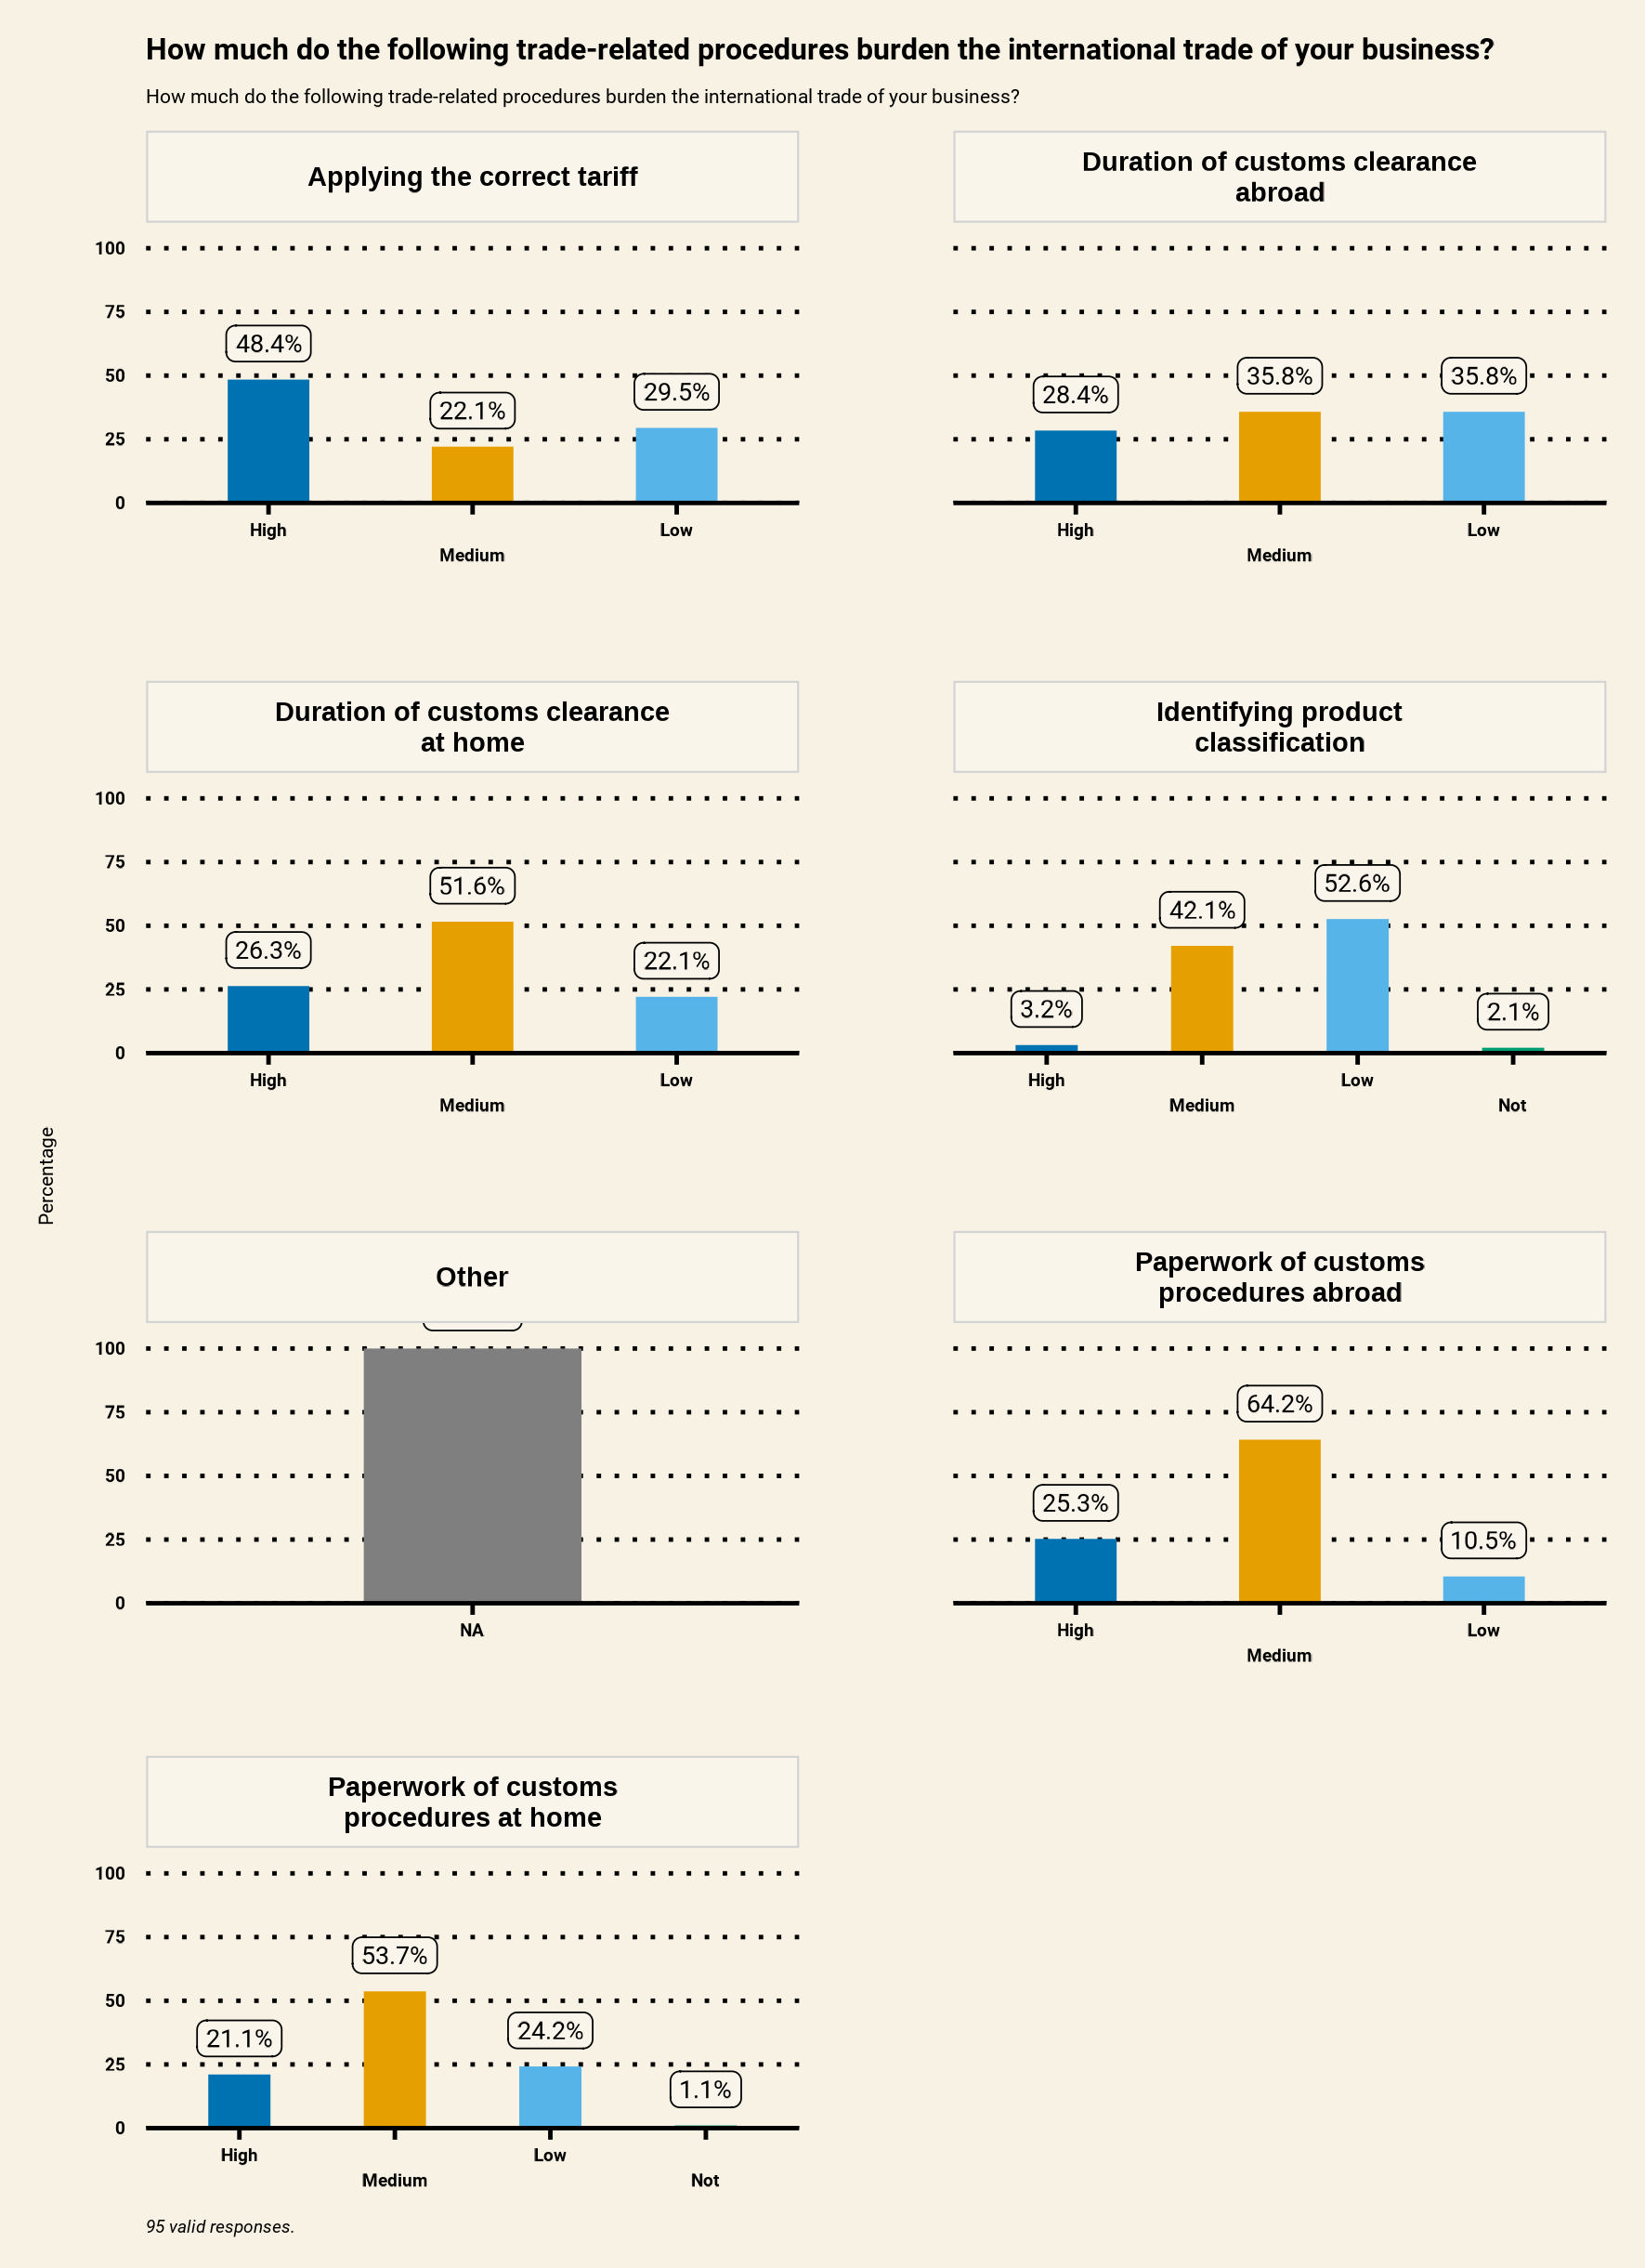 How much do the following trade-related procedures burden the international trade of your business?
How much do the following trade-related procedures burden the international trade of your business?
Percentage
Applying the correct tariff
100
75
50
25
0
48.4%
22.1%
29.5%
High
Medium
Low
Duration of customs clearance
abroad
28.4%
35.8%
35.8%
High
Medium
Low
Duration of customs clearance
at home
100
75
50
25
0
26.3%
51.6%
22.1%
High
Medium
Low
Identifying product
classification
3.2%
42.1%
52.6%
2.1%
High
Medium
Low
Not
Other
100
75
50
25
0
NA
Paperwork of customs
procedures abroad
25.3%
64.2%
10.5%
High
Medium
Low
Paperwork of customs
procedures at home
100
75
50
25
0
21.1%
53.7%
24.2%
1.1%
High
Medium
Low
Not
95 valid responses.